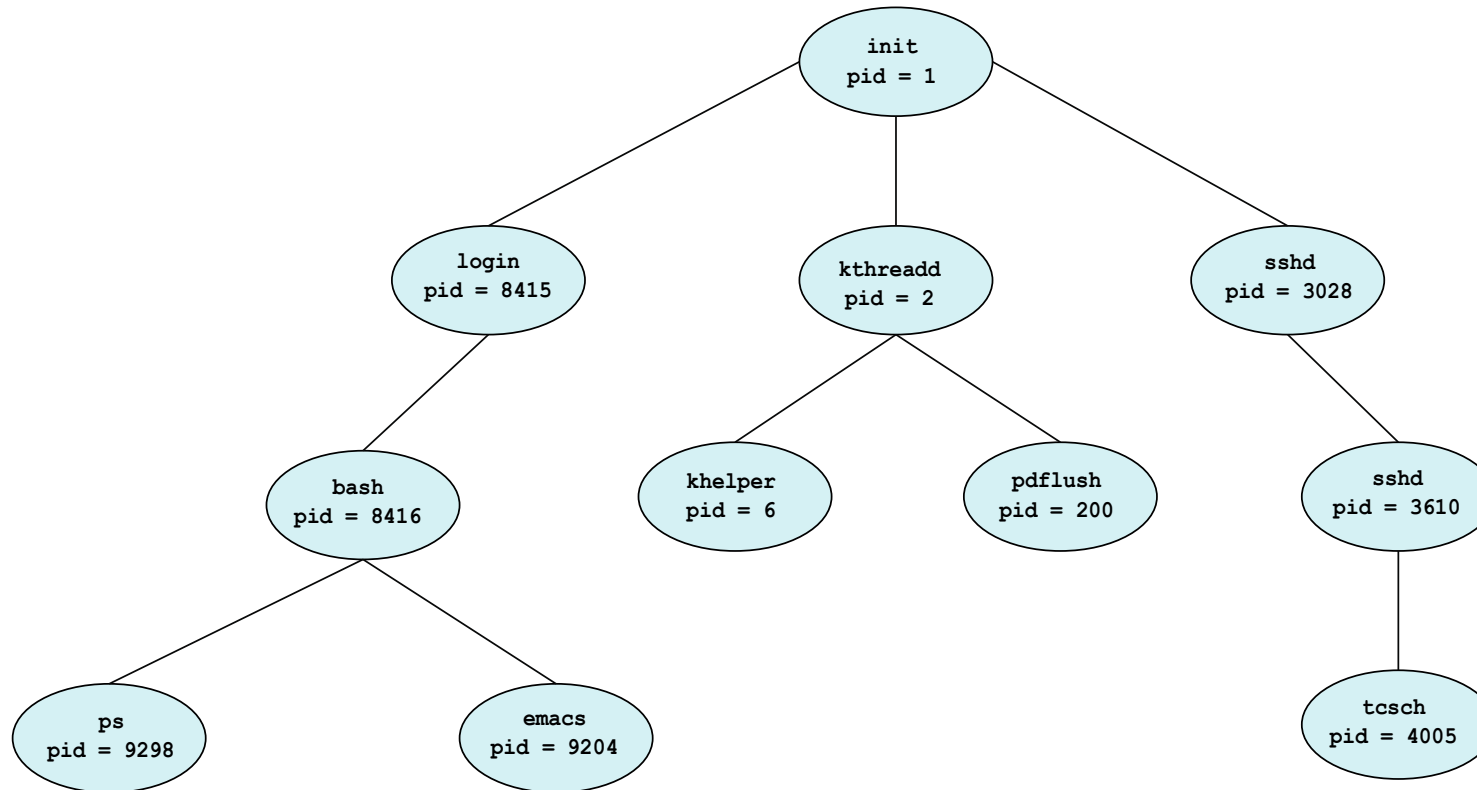 init
pid = 1
login
pid = 8415
kthreadd
pid = 2
sshd
pid = 3028
bash
pid = 8416
khelper
pid = 6
pdflush
pid = 200
sshd
pid = 3610
ps
pid = 9298
emacs
pid = 9204
tcsch
pid = 4005